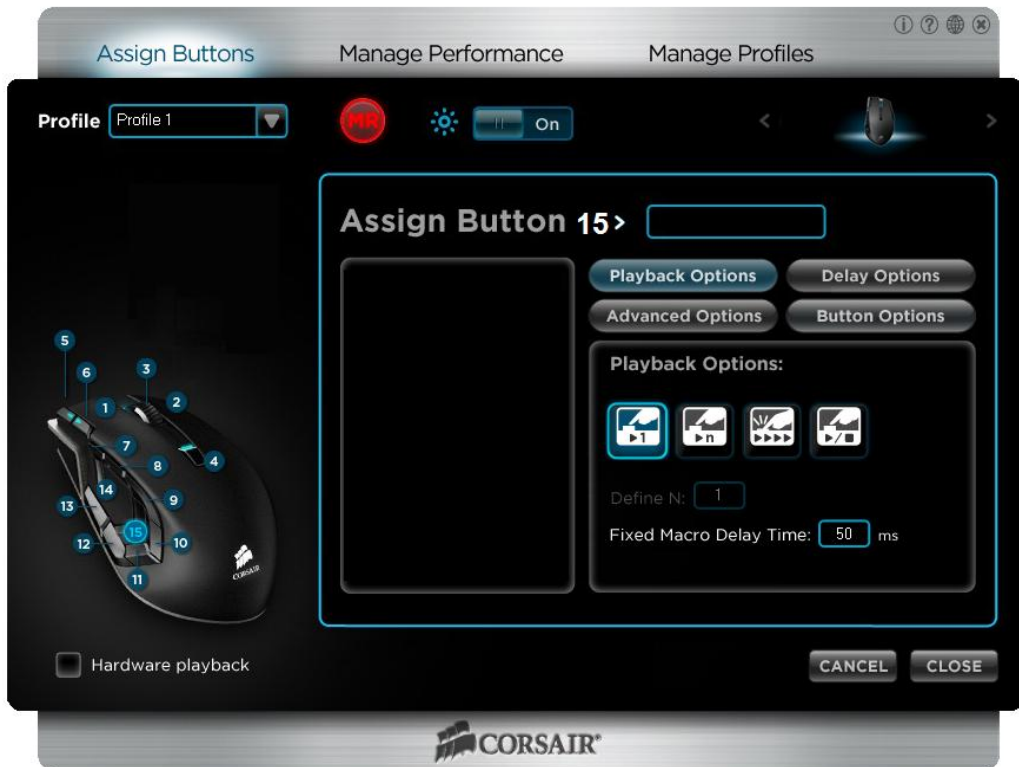 Assign Buttons Manage Performance Manage Profiles
Profile Profile 1 MR On
Assign Button 15>
Playback Options Delay Options
Advanced Options Button Options
Playback Options:
▶1 ▶n ▶▶▶▶ ▶/■
Define N: 1
Fixed Macro Delay Time: 50 ms
5
6
3
1
2
7
8
4
14
9
13
15
12
10
11
CORSAIR
Hardware playback
CANCEL CLOSE
CORSAIR